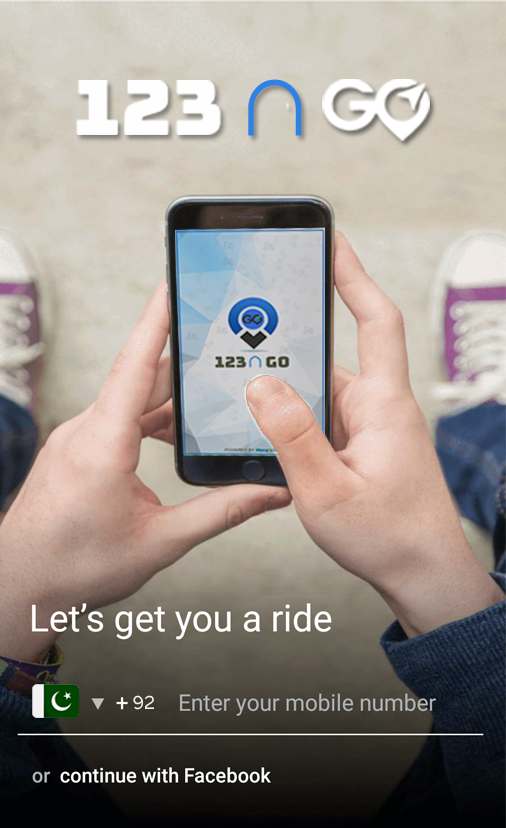 123 ∩ GO
GO
123 ∩ GO
POWERED BY
Let’s get you a ride
+92 Enter your mobile number
or continue with Facebook